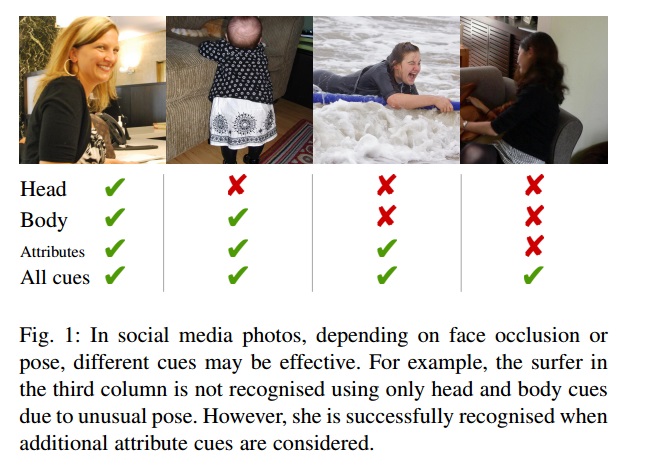 Head ✔ ✘ ✘ ✘
Body ✔ ✔ ✘ ✘
Attributes ✔ ✔ ✔ ✘
All cues ✔ ✔ ✔ ✔
Fig. 1: In social media photos, depending on face occlusion or
pose, different cues may be effective. For example, the surfer in
the third column is not recognised using only head and body cues
due to unusual pose. However, she is successfully recognised when
additional attribute cues are considered.